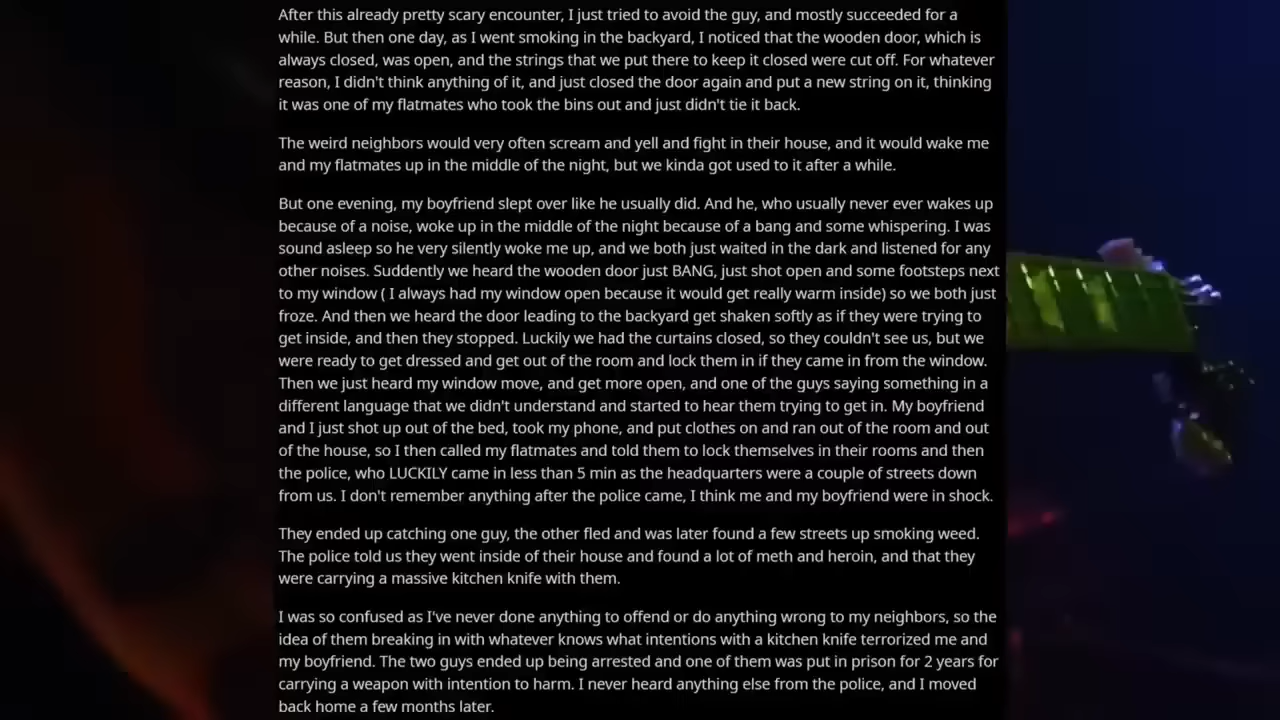 After this already pretty scary encounter, I just tried to avoid the guy, and mostly succeeded for a
while. But then one day, as I went smoking in the backyard, I noticed that the wooden door, which is
always closed, was open, and the strings that we put there to keep it closed were cut off. For whatever
reason, I didn't think anything of it, and just closed the door again and put a new string on it, thinking
it was one of my flatmates who took the bins out and just didn't tie it back.
The weird neighbors would very often scream and yell and fight in their house, and it would wake me
and my flatmates up in the middle of the night, but we kinda got used to it after a while.
But one evening, my boyfriend slept over like he usually did. And he, who usually never ever wakes up
because of a noise, woke up in the middle of the night because of a bang and some whispering. I was
sound asleep so he very silently woke me up, and we both just waited in the dark and listened for any
other noises. Suddenly we heard the wooden door just BANG, just shot open and some footsteps next
to my window ( I always had my window open because it would get really warm inside) so we both just
froze. And then we heard the door leading to the backyard get shaken softly as if they were trying to
get inside, and then they stopped. Luckily we had the curtains closed, so they couldn't see us, but we
were ready to get dressed and get out of the room and lock them in if they came in from the window.
Then we just heard my window move, and get more open, and one of the guys saying something in a
different language that we didn't understand and started to hear them trying to get in. My boyfriend
and I just shot up out of the bed, took my phone, and put clothes on and ran out of the room and out
of the house, so I then called my flatmates and told them to lock themselves in their rooms and then
the police, who LUCKILY came in less than 5 min as the headquarters were a couple of streets down
from us. I don't remember anything after the police came, I think me and my boyfriend were in shock.
They ended up catching one guy, the other fled and was later found a few streets up smoking weed.
The police told us they went inside of their house and found a lot of meth and heroin, and that they
were carrying a massive kitchen knife with them.
I was so confused as I've never done anything to offend or do anything wrong to my neighbors, so the
idea of them breaking in with whatever knows what intentions with a kitchen knife terrorized me and
my boyfriend. The two guys ended up being arrested and one of them was put in prison for 2 years for
carrying a weapon with intention to harm. I never heard anything else from the police, and I moved
back home a few months later.